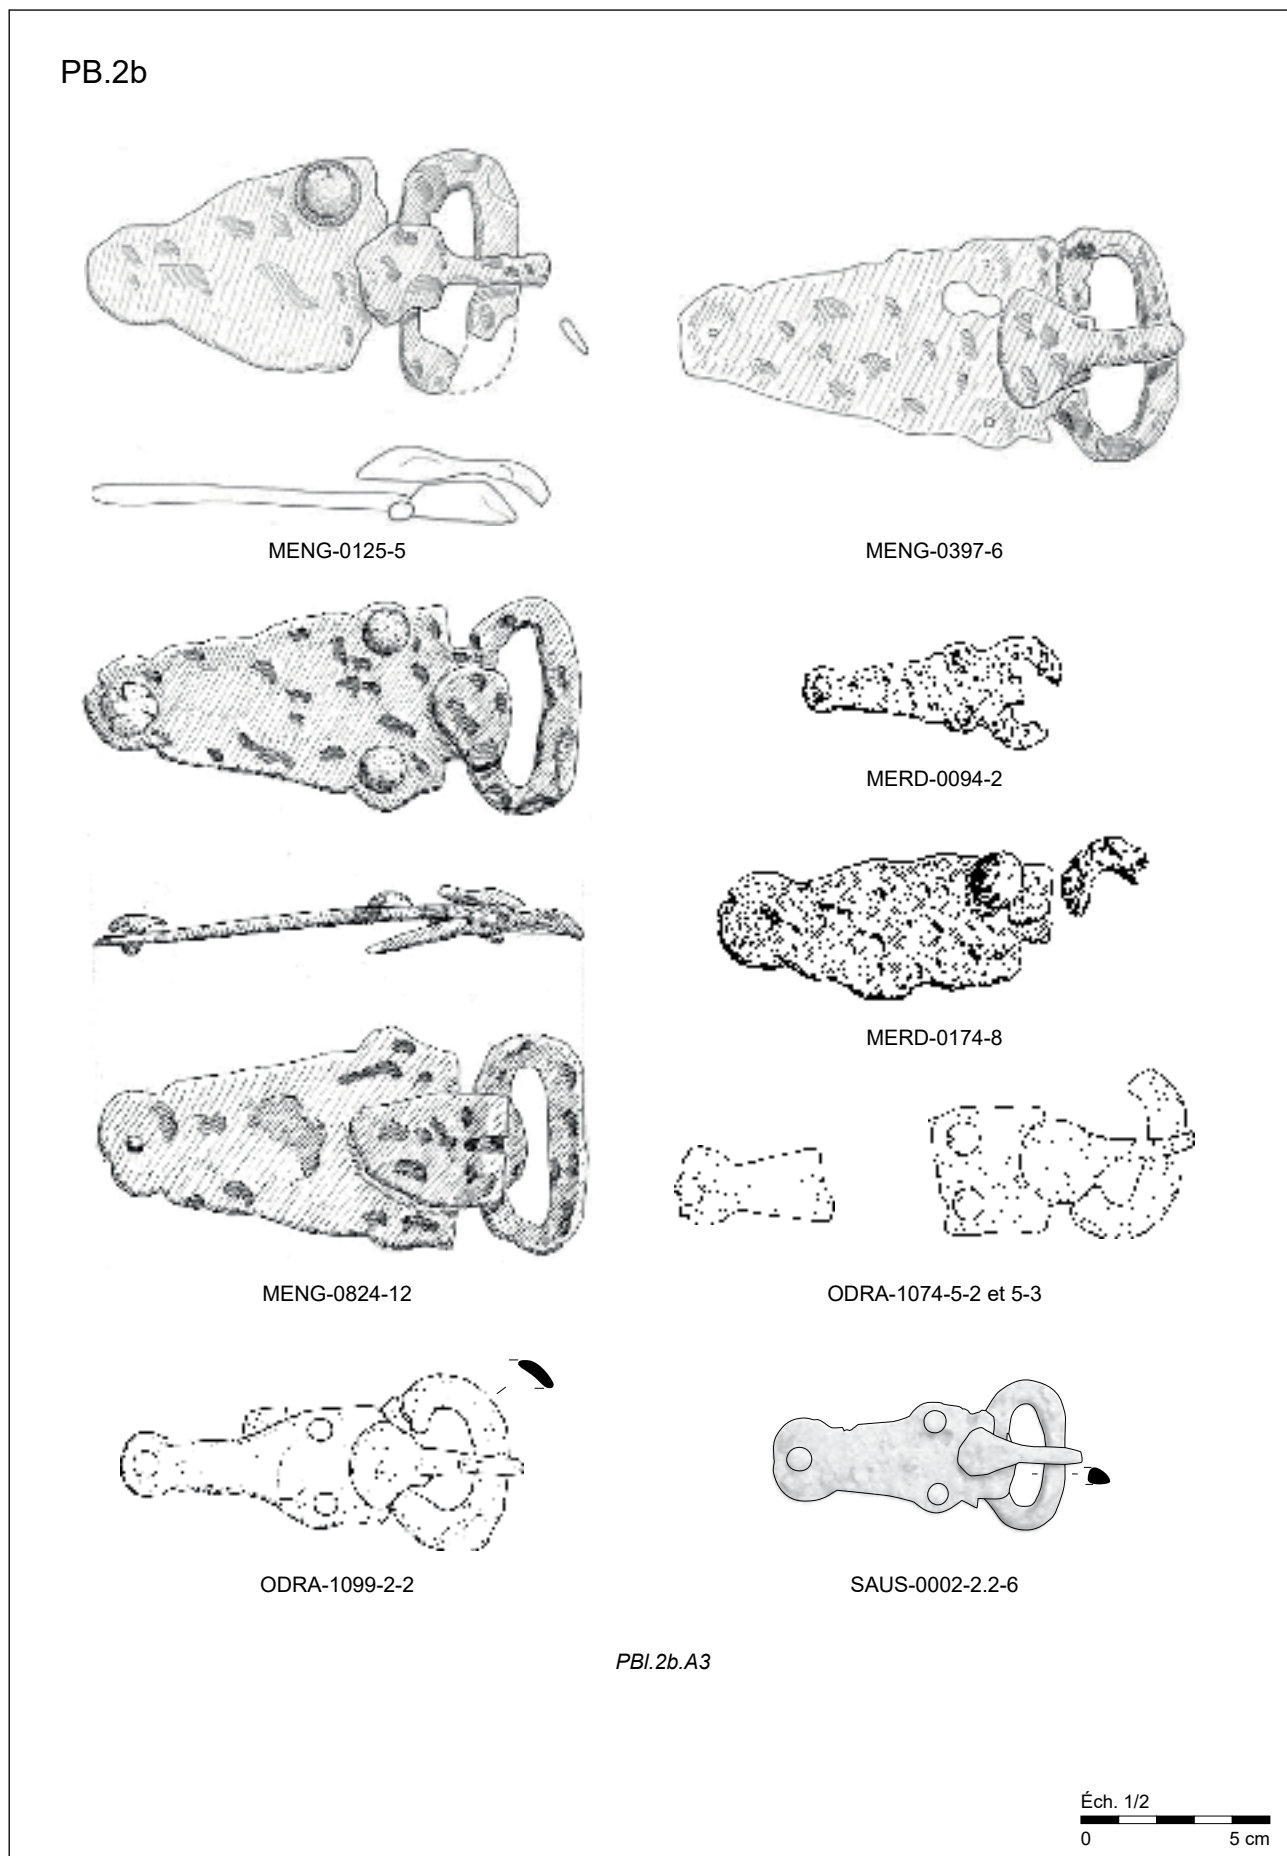 PB.2b
MENG-0125-5
MENG-0397-6
MERD-0094-2
MERD-0174-8
MENG-0824-12
ODRA-1074-5-2 et 5-3
ODRA-1099-2-2
SAUS-0002-2.2-6
PBI.2b.A3
Éch. 1/2
0 5 cm